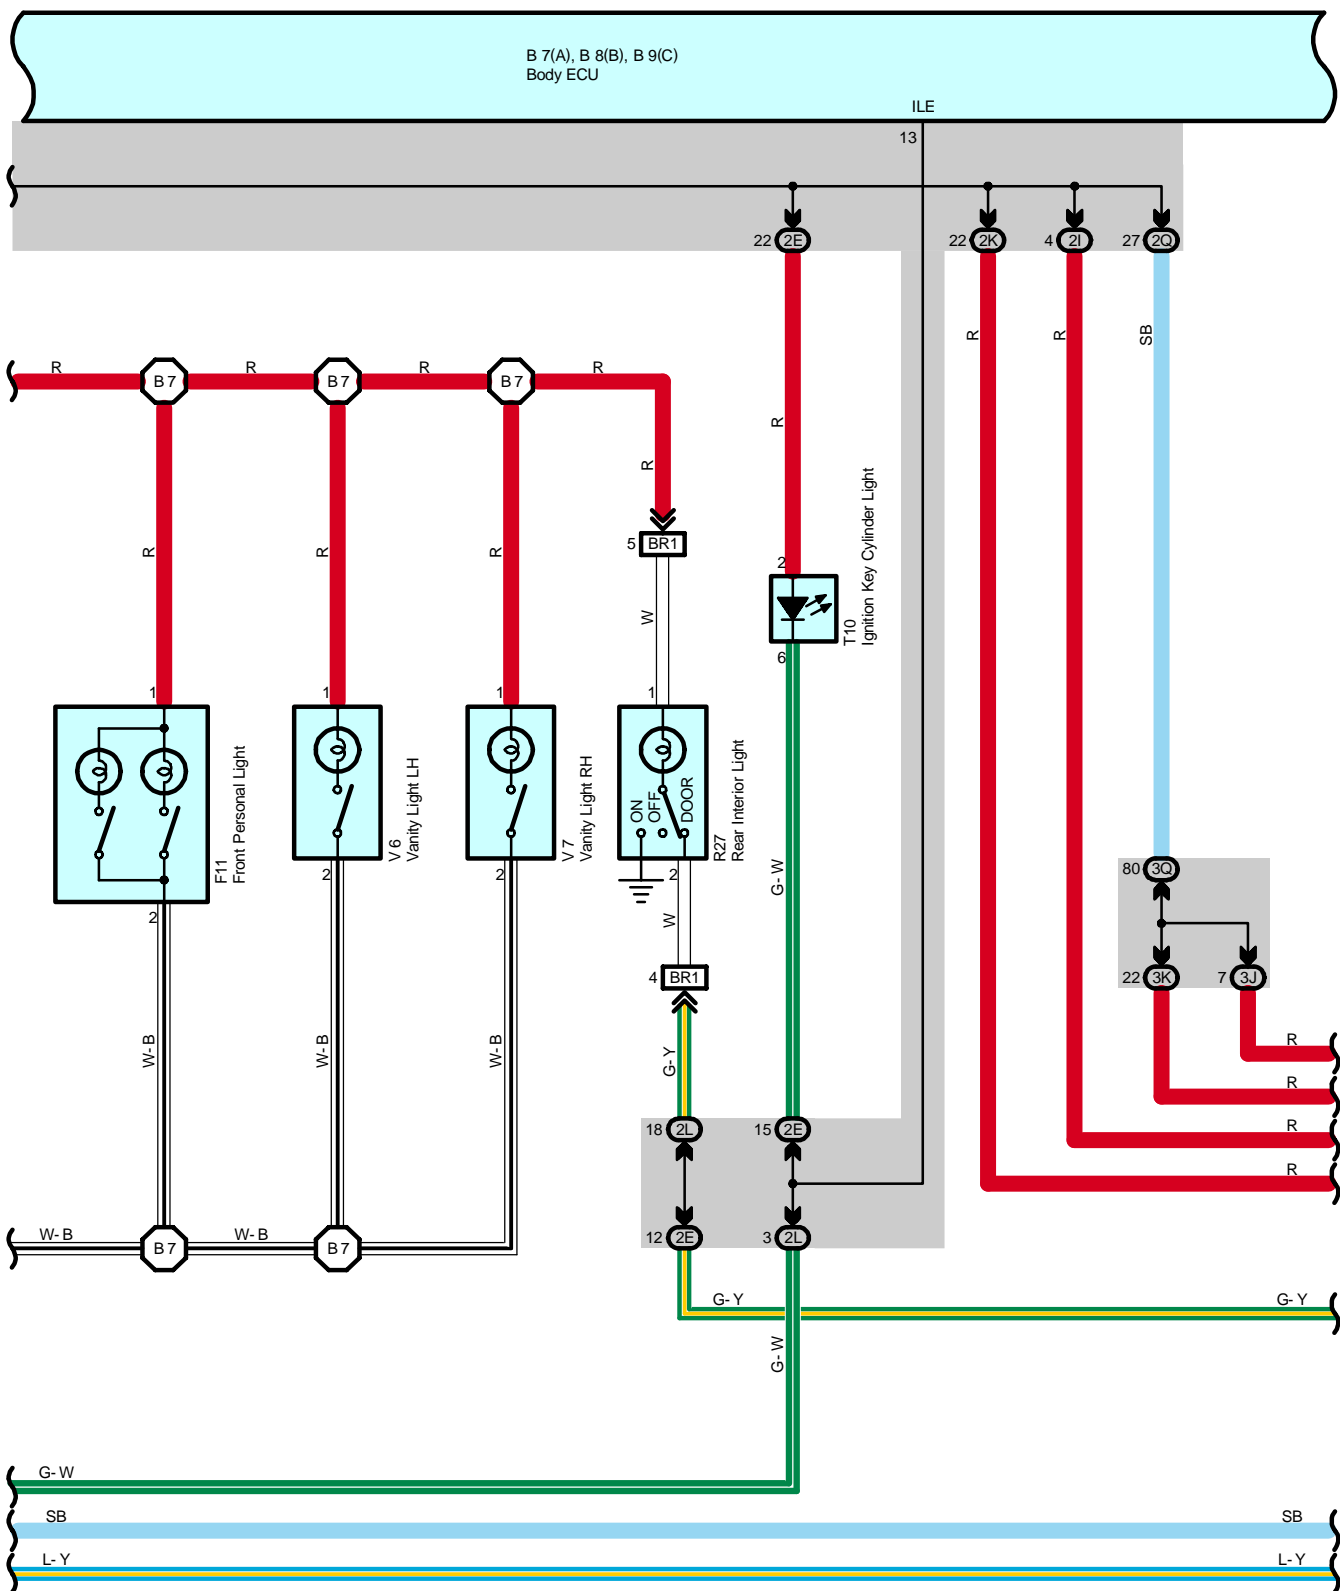 B 7(A), B 8(B), B 9(C)
Body ECU
ILE
13
22 2E
22 2K
4 2I
27 2Q
R
R
SB
R
R
R
R
B 7
B 7
B 7
R
R
5 BR1
R
R
R
W
2
T10
Ignition Key Cylinder Light
6
1
1
1
1
F11
Front Personal Light
V 6
Vanity Light LH
V 7
Vanity Light RH
ON
OFF
DOOR
R27
Rear Interior Light
2
2
2
2
W
G- W
80 3Q
22 3K
7 3J
4 BR1
W- B
W- B
W- B
G- Y
R
R
R
R
18 2L
15 2E
W- B
W- B
B 7
B 7
12 2E
3 2L
G- Y
G- Y
G- W
G- W
SB
SB
L- Y
L- Y